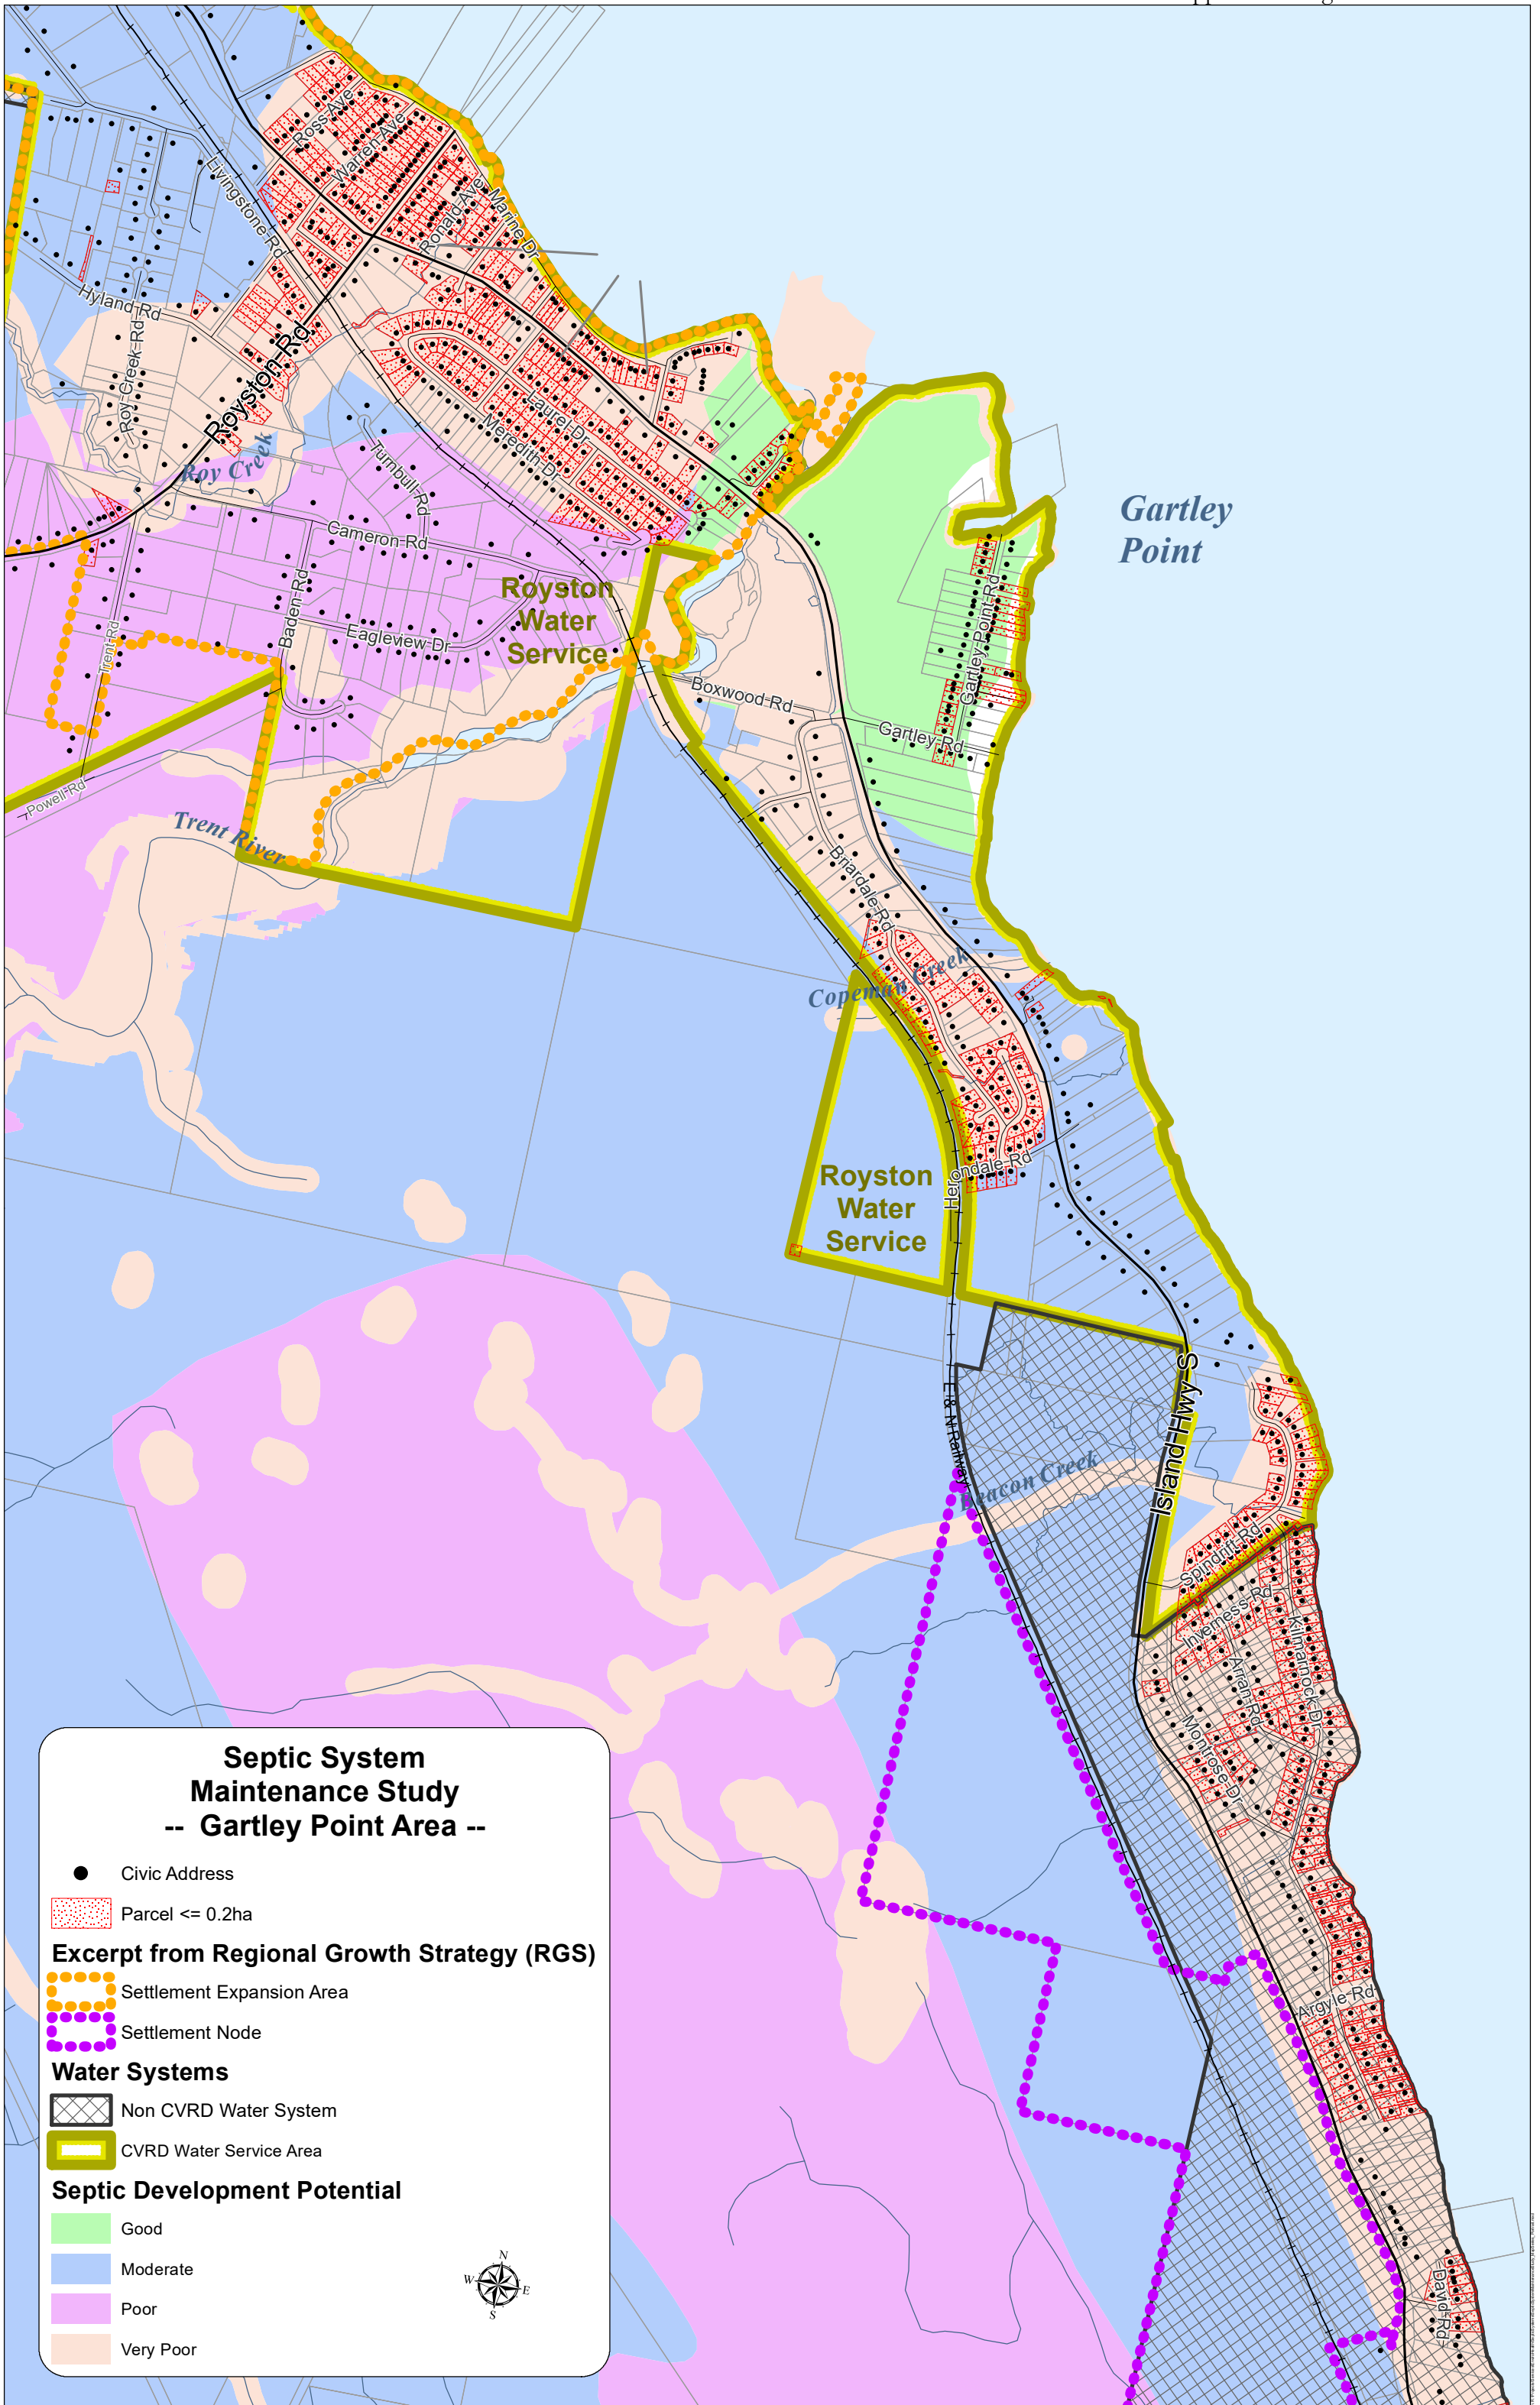 Ross Ave
Warren Ave
Livingstone Rd
Ronald Ave
Marine Dr
Hyland Rd
Roy Creek Rd
Royston Rd
Laurel Dr
Meredith Dr
Roy Creek
Turnbull Rd
Cameron Rd
Gartley
Point
Royston
Water
Service
Baden Rd
Eagleview Dr
Trent Rd
Gartley Point Rd
Boxwood Rd
Gartley Rd
Powell Rd
Trent River
Briardale Rd
Copeman Creek
Royston
Water
Service
Herondale Rd
Island Hwy S
E & N Railway
Beacon Creek
Spindrift Rd
Inverness Rd
Kilmarnock Dr
Arran Rd
Montrose Dr
Argyle Rd
David Rd
Septic System
Maintenance Study
-- Gartley Point Area --
Civic Address
Parcel <= 0.2ha
Excerpt from Regional Growth Strategy (RGS)
Settlement Expansion Area
Settlement Node
Water Systems
Non CVRD Water System
CVRD Water Service Area
Septic Development Potential
Good
Moderate
Poor
Very Poor
N
W
E
S